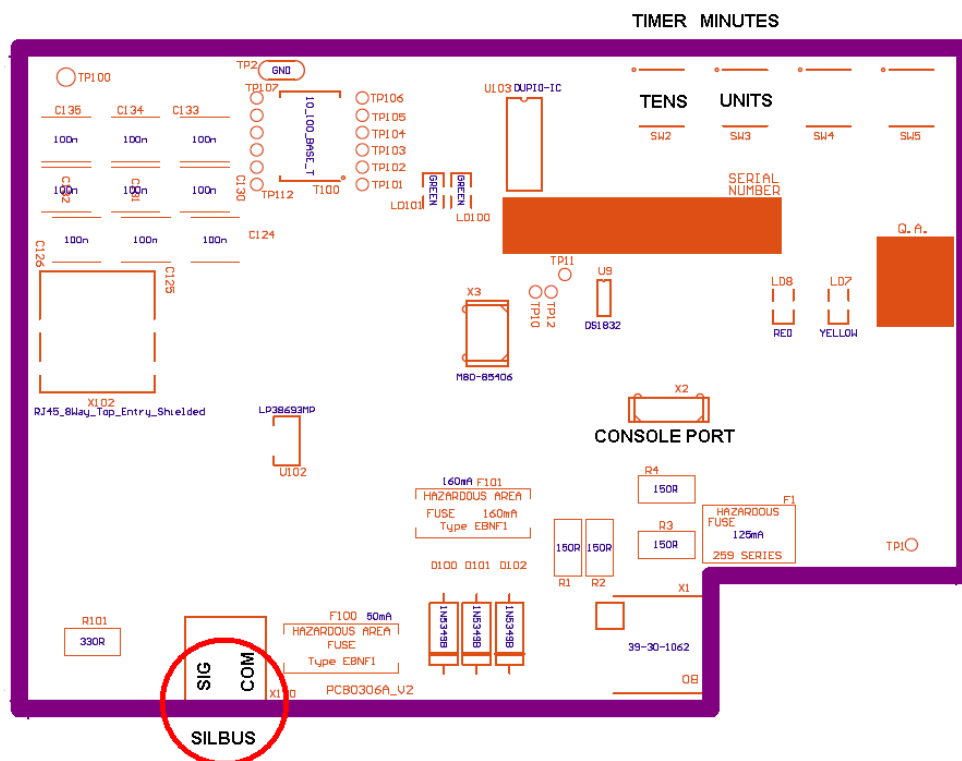 TIMER MINUTES
TP100
TP2
GND
TP107
C135
C134
C133
100n
100n
100n
10_100_BASE_T
TP106
TP105
TP104
TP103
TP102
TP101
TP112
T100
U103
DUPIO-IC
TENS
UNITS
SW2
SW3
SW4
SW5
100n
100n
100n
C132
C131
C130
GREEN
GREEN
LD101
LD100
SERIAL
NUMBER
Q.A.
100n
100n
100n
C124
C126
C125
TP11
U9
TP10
TP12
DS1832
X3
M80-85406
LD8
LD7
RED
YELLOW
X102
RJ45_8Way_Top_Entry_Shielded
LP38693MP
U102
X2
CONSOLE PORT
160mA F101
HAZARDOUS AREA
FUSE 160mA
Type EBNF1
R4
150R
R3
150R
F1
HAZARDOUS
FUSE
125mA
259 SERIES
TP1
150R
150R
R1
R2
D100 D101 D102
1N5349B
1N5349B
1N5349B
X1
39-30-1062
OB
R101
330R
F100 50mA
HAZARDOUS AREA
FUSE
Type EBNF1
SIG
COM
PCB0306A_V2
SILBUS